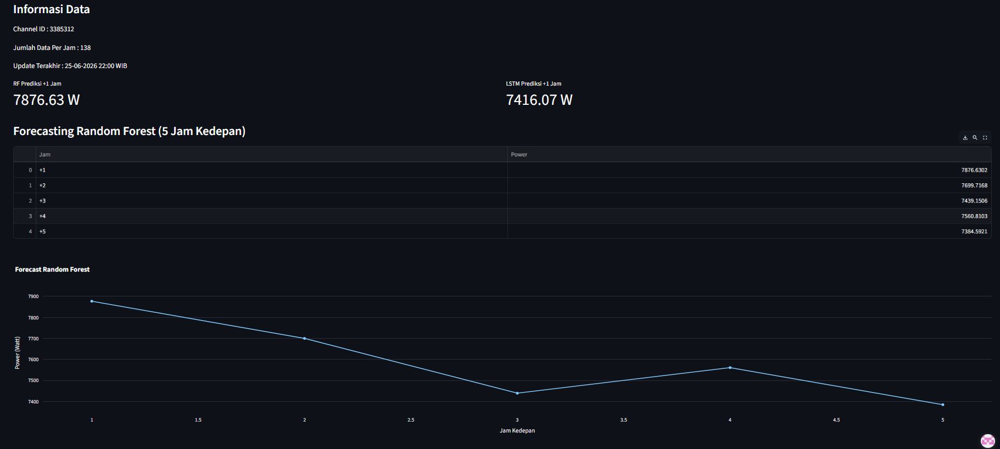 Informasi Data
Channel ID : 3385312
Jumlah Data Per Jam : 138
Update Terakhir : 25-06-2026 22:00 WIB
RF Prediksi +1 Jam
7876.63 W
LSTM Prediksi +1 Jam
7416.07 W
Forecasting Random Forest (5 Jam Kedepan)
Jam Power
0 +1 7876.6302
1 +2 7699.7168
2 +3 7439.1506
3 +4 7560.8103
4 +5 7384.5921
Forecast Random Forest
Power (Watt)
7900
7800
7700
7600
7500
7400
1 1.5 2 2.5 3 3.5 4 4.5 5
Jam Kedepan